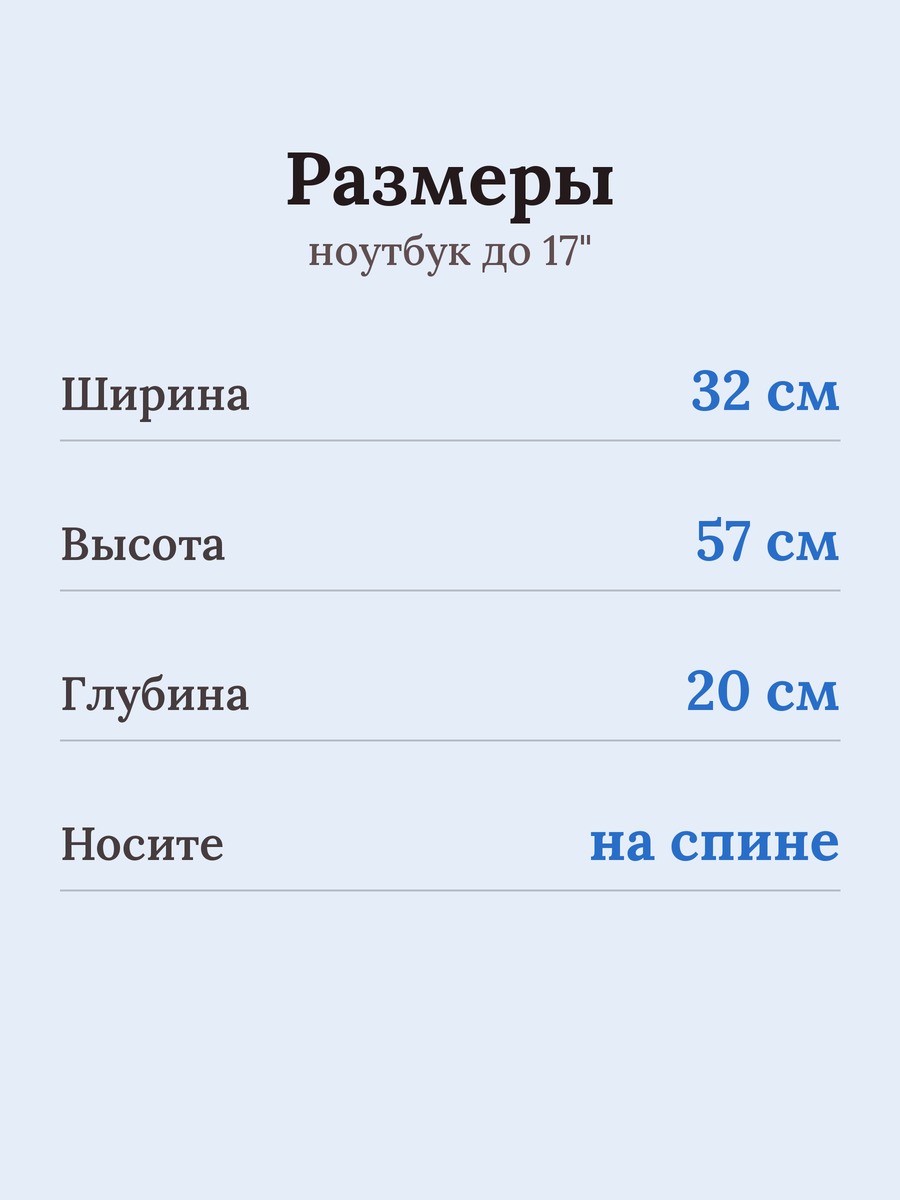 Размеры
ноутбук до 17"
Ширина 32 см
Высота 57 см
Глубина 20 см
Носите на спине